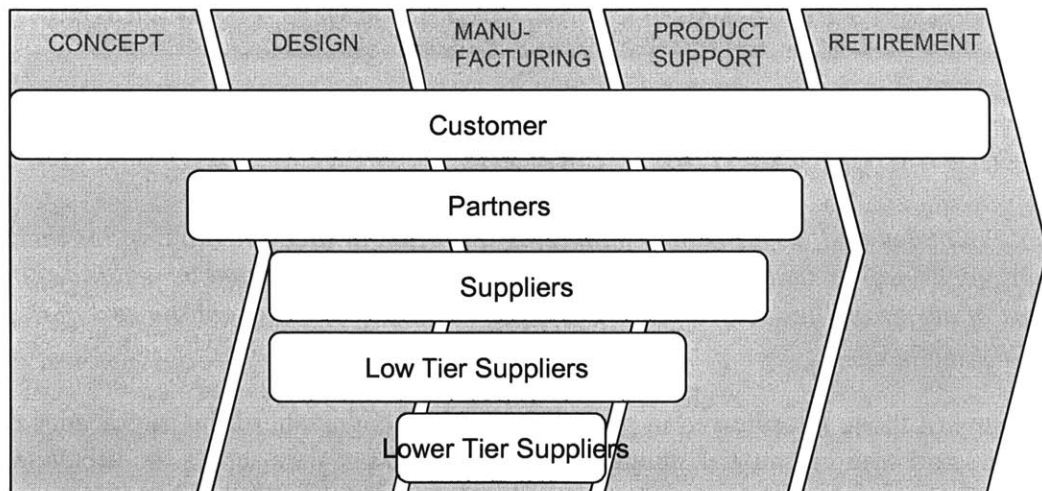 CONCEPT
DESIGN
MANU-
FACTURING
PRODUCT
SUPPORT
RETIREMENT
Customer
Partners
Suppliers
Low Tier Suppliers
Lower Tier Suppliers